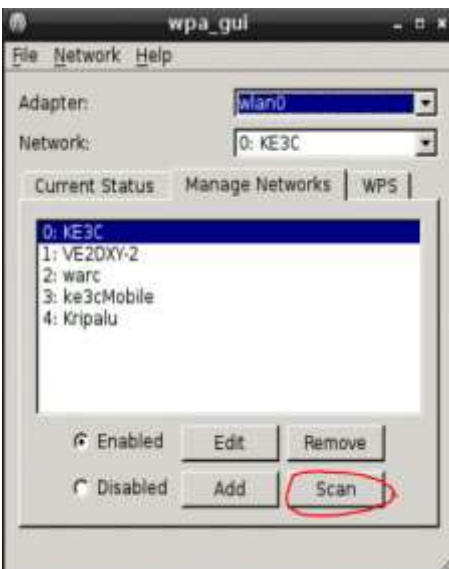 wpa_gui
File Network Help
Adapter: wlan0
Network: 0: KE3C
Current Status Manage Networks WPS
0: KE3C
1: VE2DXY-2
2: warc
3: ke3cMobile
4: Kripalu
Enabled Edit Remove
Disabled Add Scan